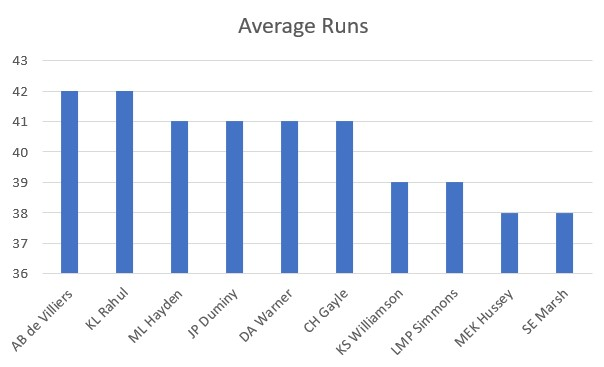 Average Runs
43
42
41
40
39
38
37
36
AB de Villiers
KL Rahul
ML Hayden
JP Duminy
DA Warner
CH Gayle
KS Williamson
LMP Simmons
MEK Hussey
SE Marsh